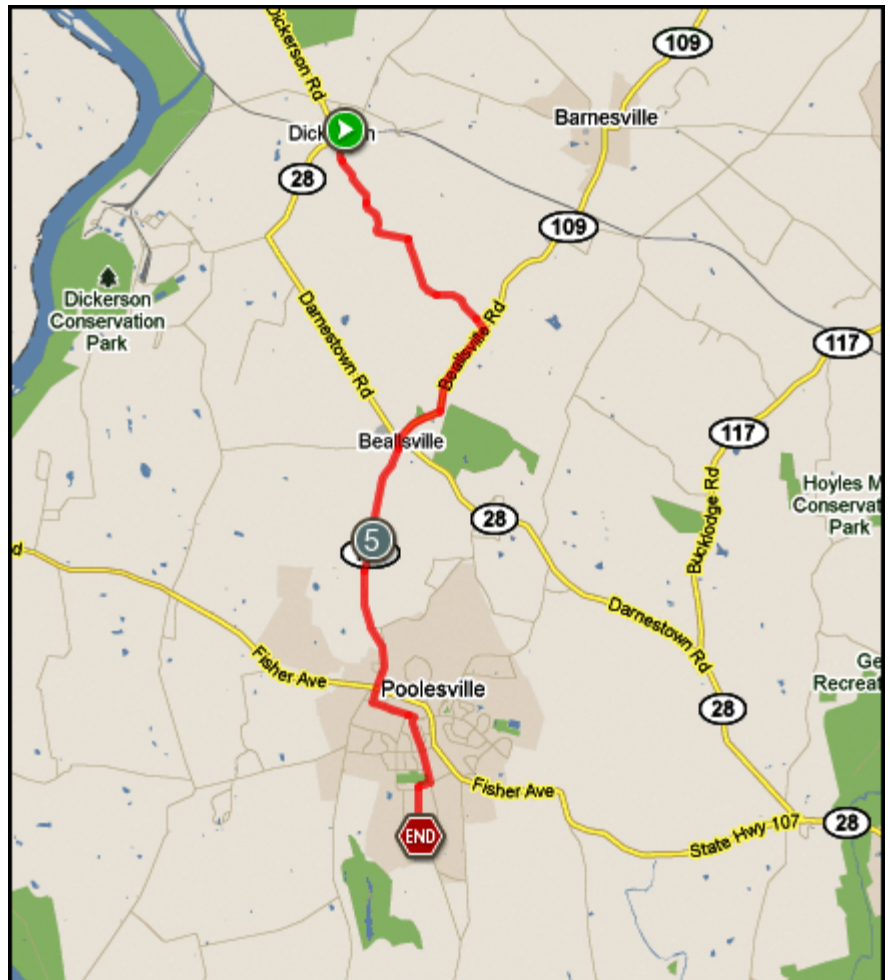 Dickerson Rd
109
Barnesville
28
109
Dickerson
Conservation
Park
Darnestown Rd
Beallsville Rd
117
117
Beallsville
Hoyles M
Conservat
Park
28
Bucklodge Rd
5
d
Darnestown Rd
Fisher Ave
Poolesville
Ge
Recreat
28
Fisher Ave
State Hwy 107
28
END